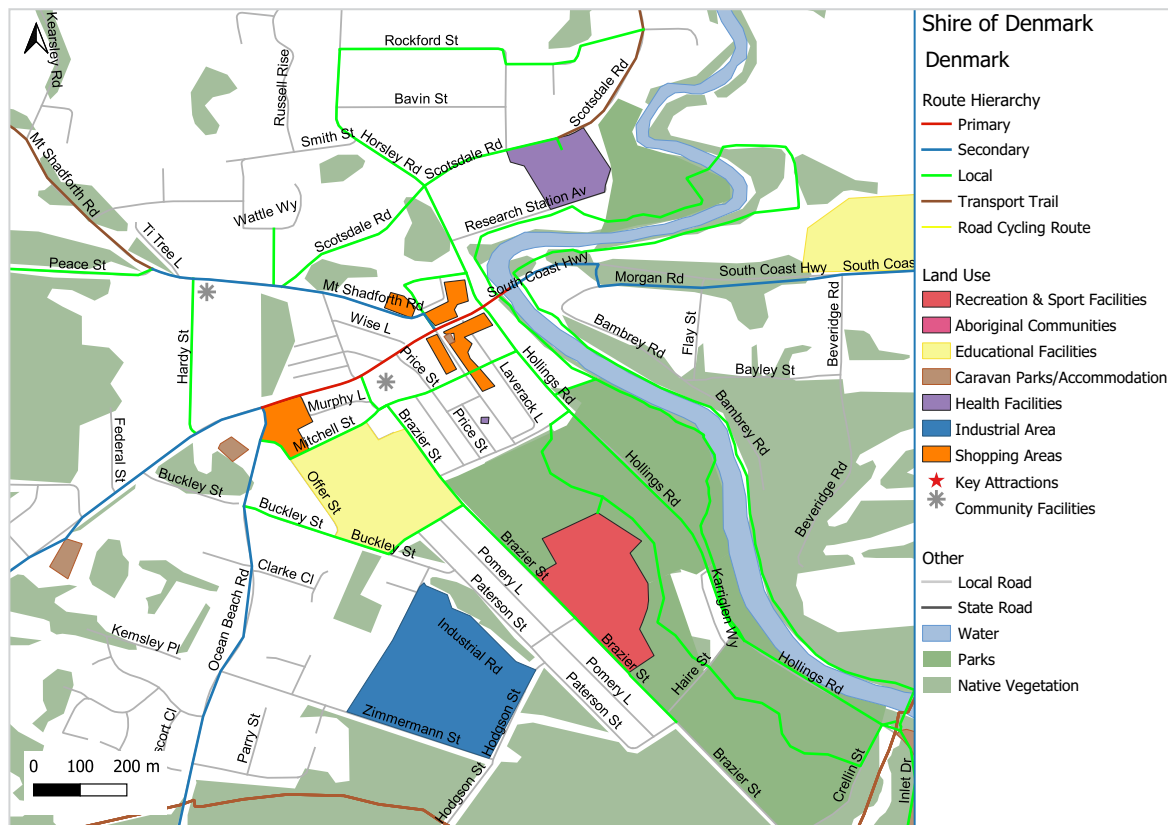 Shire of Denmark
Denmark
Route Hierarchy
Primary
Secondary
Local
Transport Trail
Road Cycling Route
Land Use
Recreation & Sport Facilities
Aboriginal Communities
Educational Facilities
Caravan Parks/Accommodation
Health Facilities
Industrial Area
Shopping Areas
Key Attractions
Community Facilities
Other
Local Road
State Road
Water
Parks
Native Vegetation
Kearsley Rd
Rockford St
Russell Rise
Bavin St
Scotsdale Rd
Smith St
Horsley Rd
Scotsdale Rd
Mt Shadforth Rd
Wattle Wy
Research Station Av
Scotsdale Rd
Ti Tree L
Peace St
South Coast Hwy
Morgan Rd
South Coast Hwy
South Coas
Mt Shadforth Rd
Wise L
Hardy St
Price St
Hollings Rd
Bambrey Rd
Flay St
Beveridge Rd
Bayley St
Laverack L
Murphy L
Mitchell St
Brazier St
Price St
Bambrey Rd
Federal St
Buckley St
Offer St
Hollings Rd
Beveridge Rd
Buckley St
Buckley St
Brazier St
Pomery L
Clarke Cl
Paterson St
Karriglen Wy
Ocean Beach Rd
Kemsley Pl
Industrial Rd
Brazier St
Haire St
Hollings Rd
Pomery L
Paterson St
Zimmermann St
Hodgson St
scort Cl
Parry St
Brazier St
Crellin St
Inlet Dr
Hodgson St
0 100 200 m